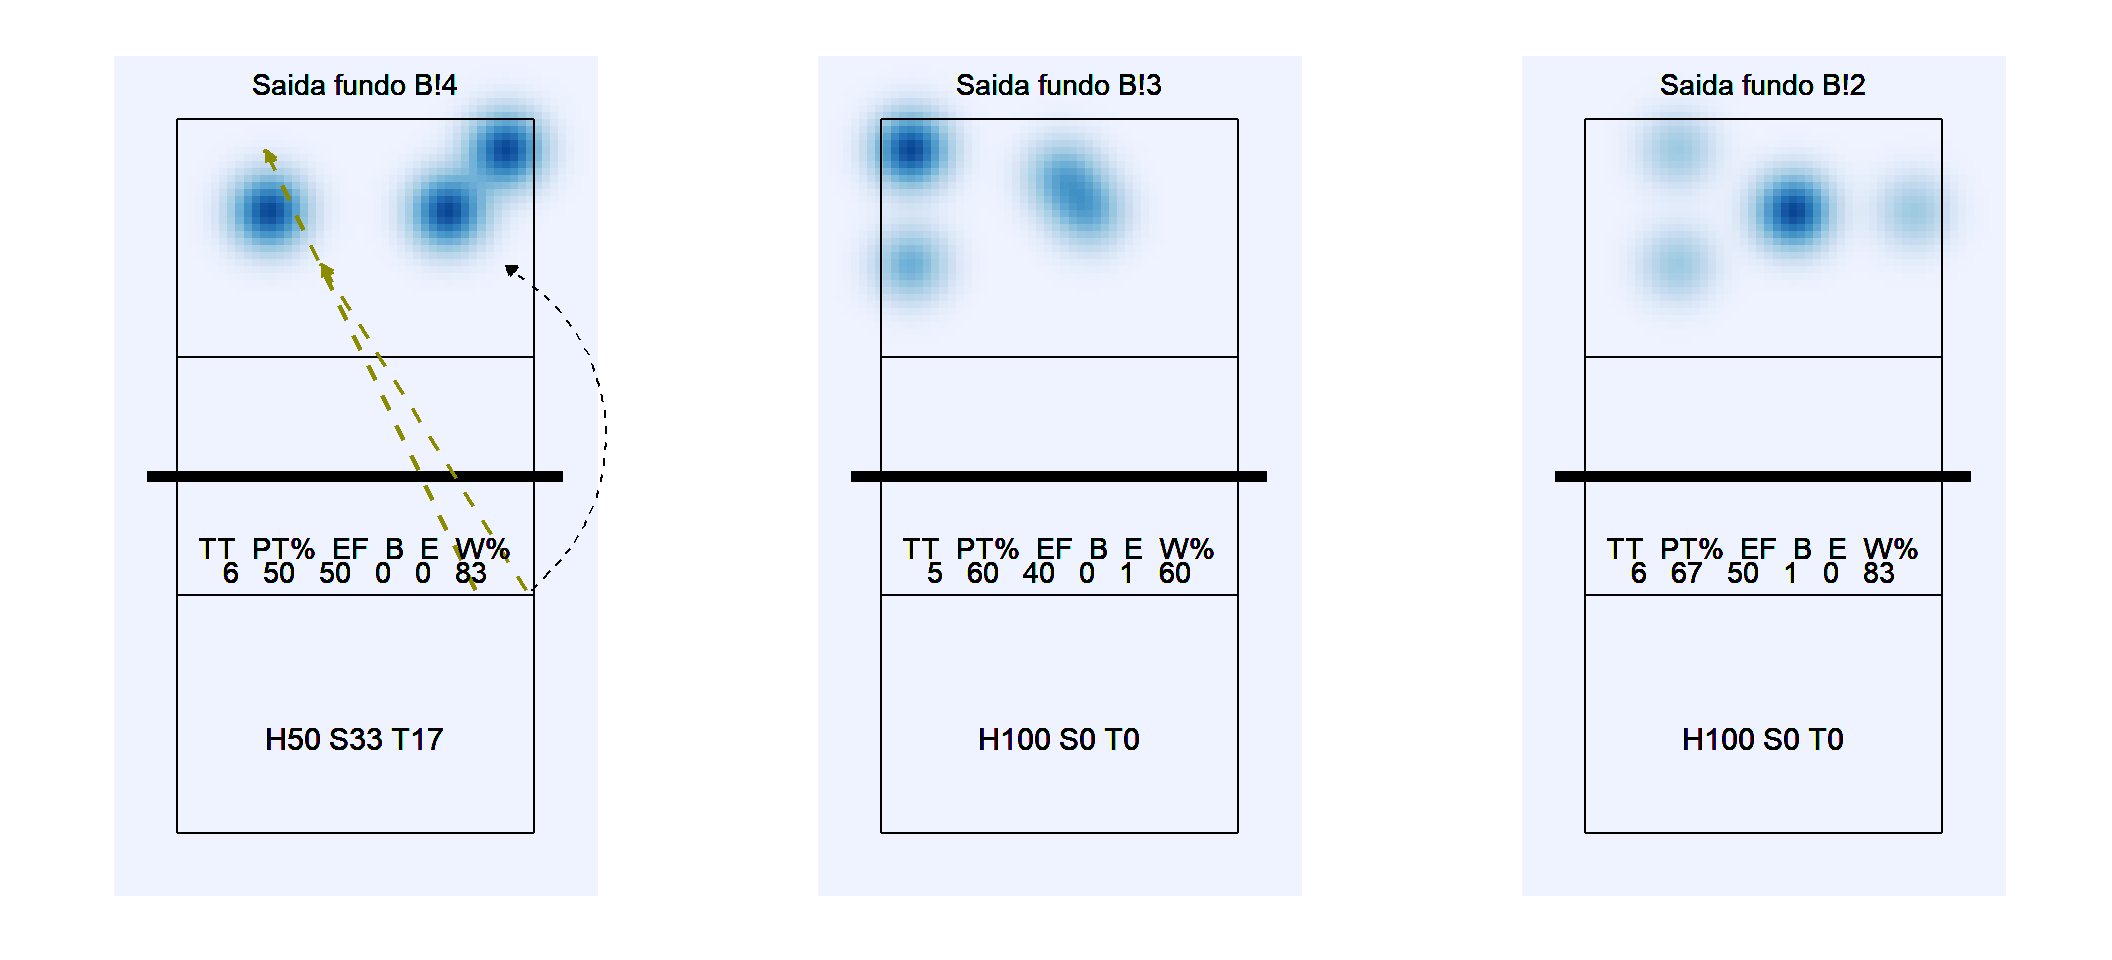 Saida fundo B!4
TT PT% EF B E W%
6 50 50 0 0 83
H50 S33 T17
Saida fundo B!3
TT PT% EF B E W%
5 60 40 0 1 60
H100 S0 T0
Saida fundo B!2
TT PT% EF B E W%
6 67 50 1 0 83
H100 S0 T0